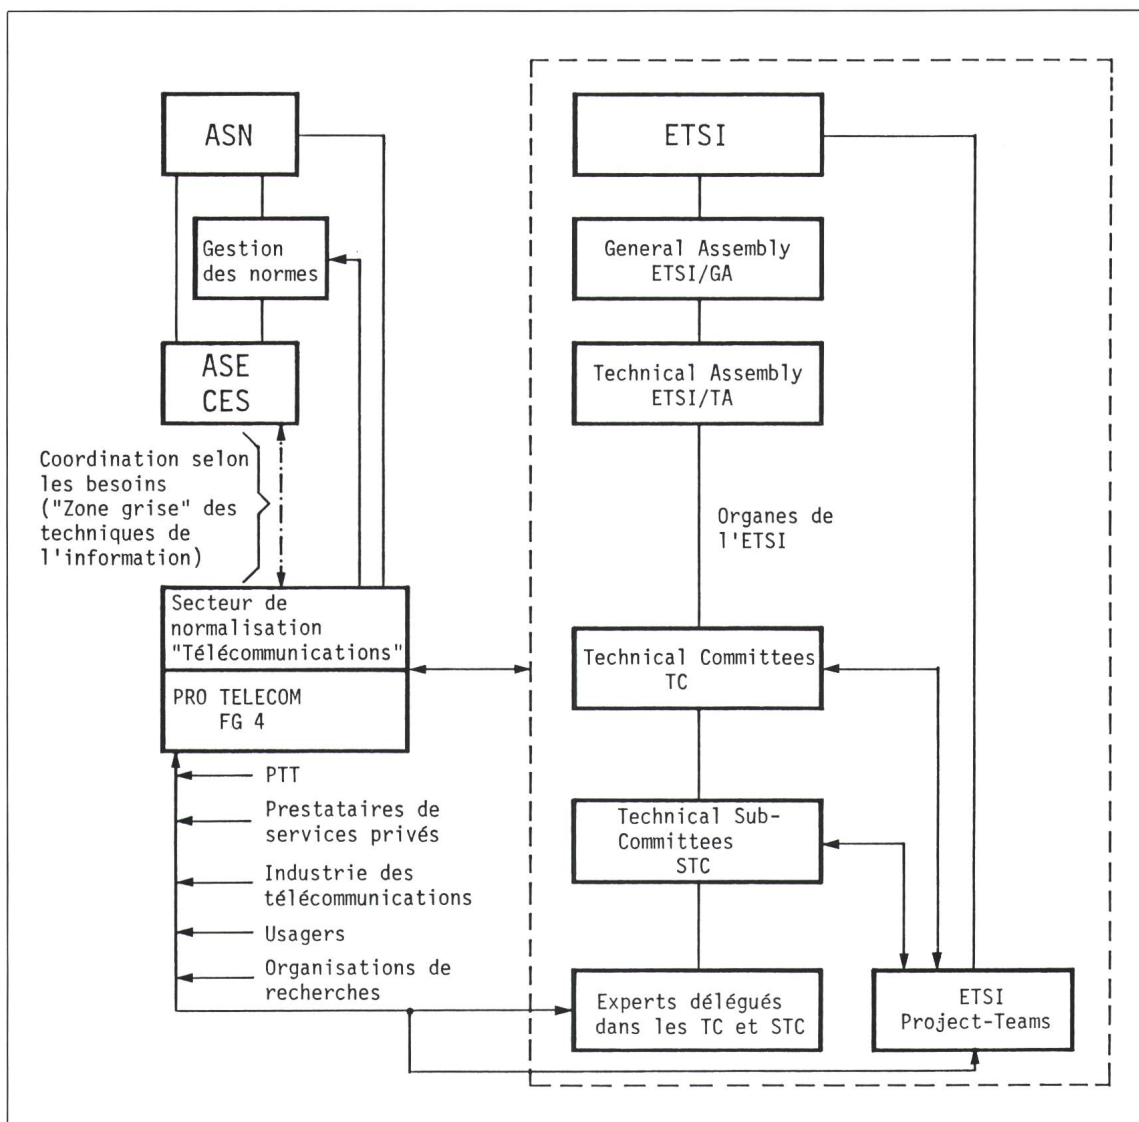 ASN
Gestion
des normes
ASE
CES
Coordination selon
les besoins
("Zone grise" des
techniques de
l'information)
Secteur de
normalisation
"Télécommunications"
PRO TELECOM
FG 4
PTT
Prestataires de
services privés
Industrie des
télécommunications
Usagers
Organisations de
recherches
ETSI
General Assembly
ETSI/GA
Technical Assembly
ETSI/TA
Organes de
l'ETSI
Technical Committees
TC
Technical Sub-
Committees
STC
Experts délégués
dans les TC et STC
ETSI
Project-Teams